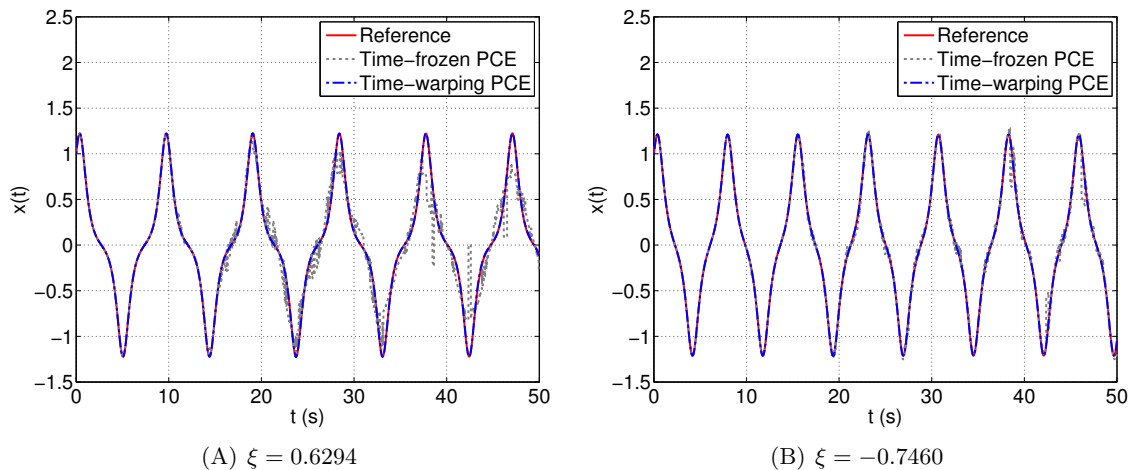 2.5
2
1.5
1
0.5
0
−0.5
−1
−1.5
x(t)
0 10 20 30 40 50
t (s)
Reference
Time−frozen PCE
Time−warping PCE
(A) ξ = 0.6294
2.5
2
1.5
1
0.5
0
−0.5
−1
−1.5
x(t)
0 10 20 30 40 50
t (s)
Reference
Time−frozen PCE
Time−warping PCE
(B) ξ = −0.7460